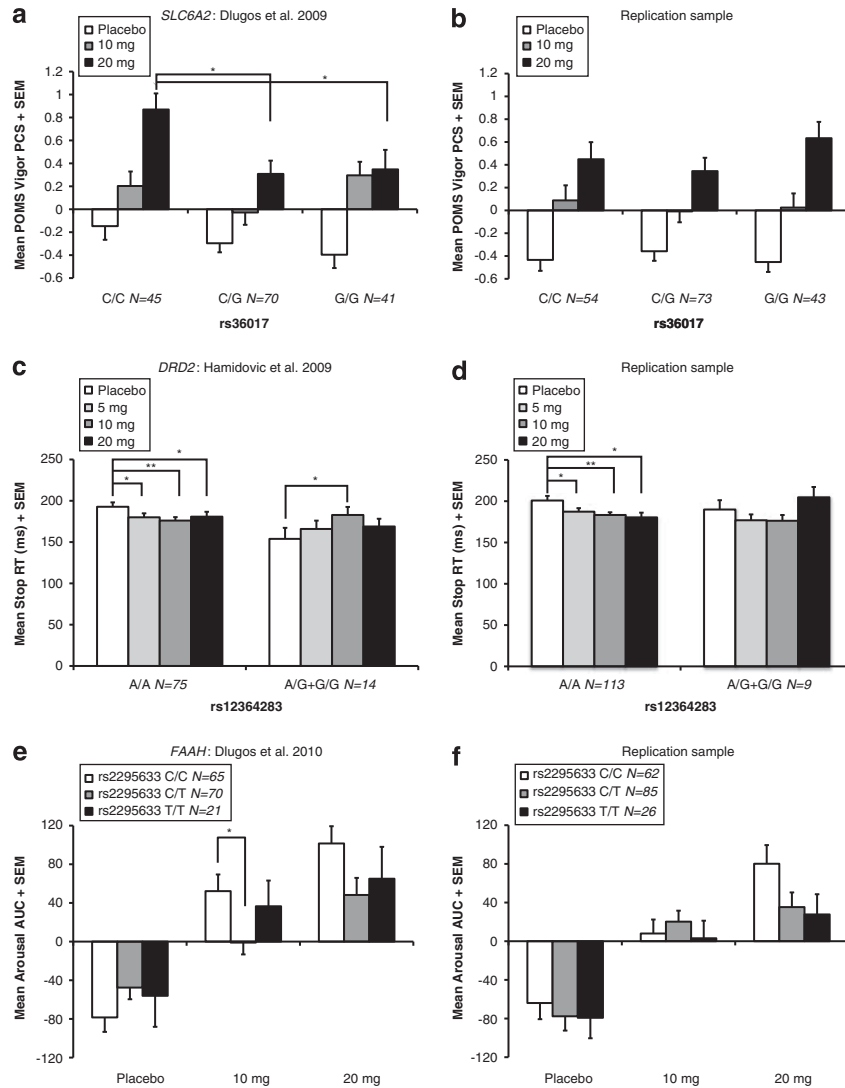 a
SLC6A2: Dlugos et al. 2009
Placebo
10 mg
20 mg
Mean POMS Vigor PCS + SEM
1.2
1
0.8
0.6
0.4
0.2
0
-0.2
-0.4
-0.6
*
*
C/C N=45
C/G N=70
G/G N=41
rs36017
b
Replication sample
Placebo
10 mg
20 mg
Mean POMS Vigor PCS + SEM
1.2
1
0.8
0.6
0.4
0.2
0
-0.2
-0.4
-0.6
C/C N=54
C/G N=73
G/G N=43
rs36017
c
DRD2: Hamidovic et al. 2009
Placebo
5 mg
10 mg
20 mg
Mean Stop RT (ms) + SEM
250
200
150
100
50
0
*
**
*
*
A/A N=75
A/G+G/G N=14
rs12364283
d
Replication sample
Placebo
5 mg
10 mg
20 mg
Mean Stop RT (ms) + SEM
250
200
150
100
50
0
*
**
*
A/A N=113
A/G+G/G N=9
rs12364283
e
FAAH: Dlugos et al. 2010
rs2295633 C/C N=65
rs2295633 C/T N=70
rs2295633 T/T N=21
Mean Arousal AUC + SEM
120
80
40
0
-40
-80
-120
*
Placebo
10 mg
20 mg
f
Replication sample
rs2295633 C/C N=62
rs2295633 C/T N=85
rs2295633 T/T N=26
Mean Arousal AUC + SEM
120
80
40
0
-40
-80
-120
Placebo
10 mg
20 mg